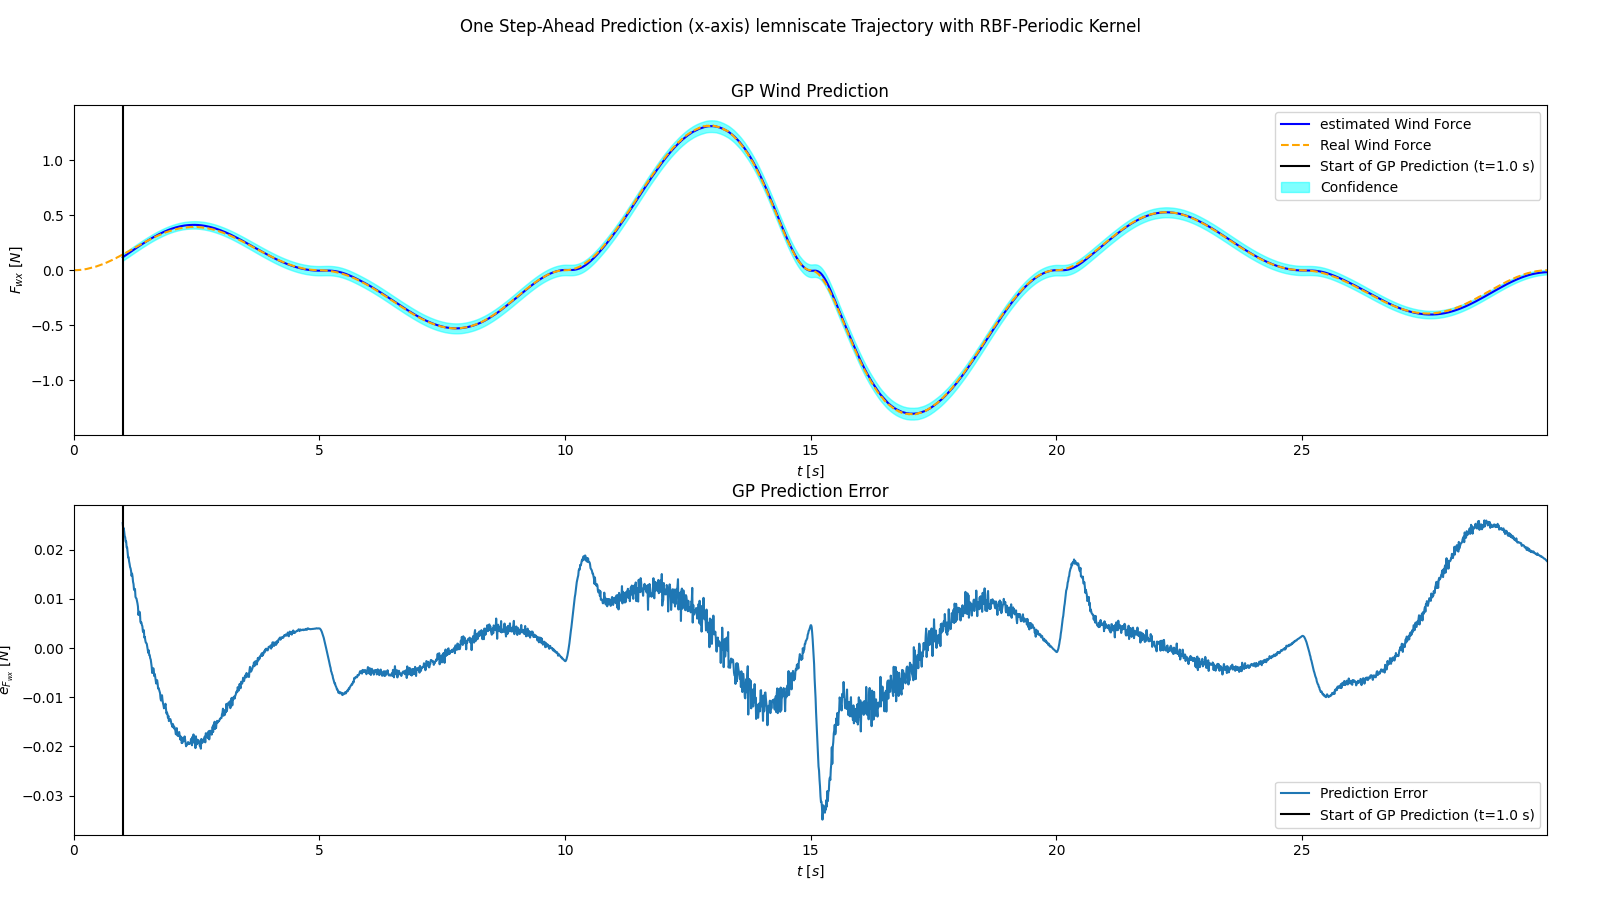 One Step-Ahead Prediction (x-axis) lemniscate Trajectory with RBF-Periodic Kernel
GP Wind Prediction
estimated Wind Force
Real Wind Force
Start of GP Prediction (t=1.0 s)
Confidence
1.0
0.5
0.0
−0.5
−1.0
F_wx [N]
0 5 10 15 20 25
t [s]
GP Prediction Error
0.02
0.01
0.00
−0.01
−0.02
−0.03
e_F_wx [N]
Prediction Error
Start of GP Prediction (t=1.0 s)
0 5 10 15 20 25
t [s]